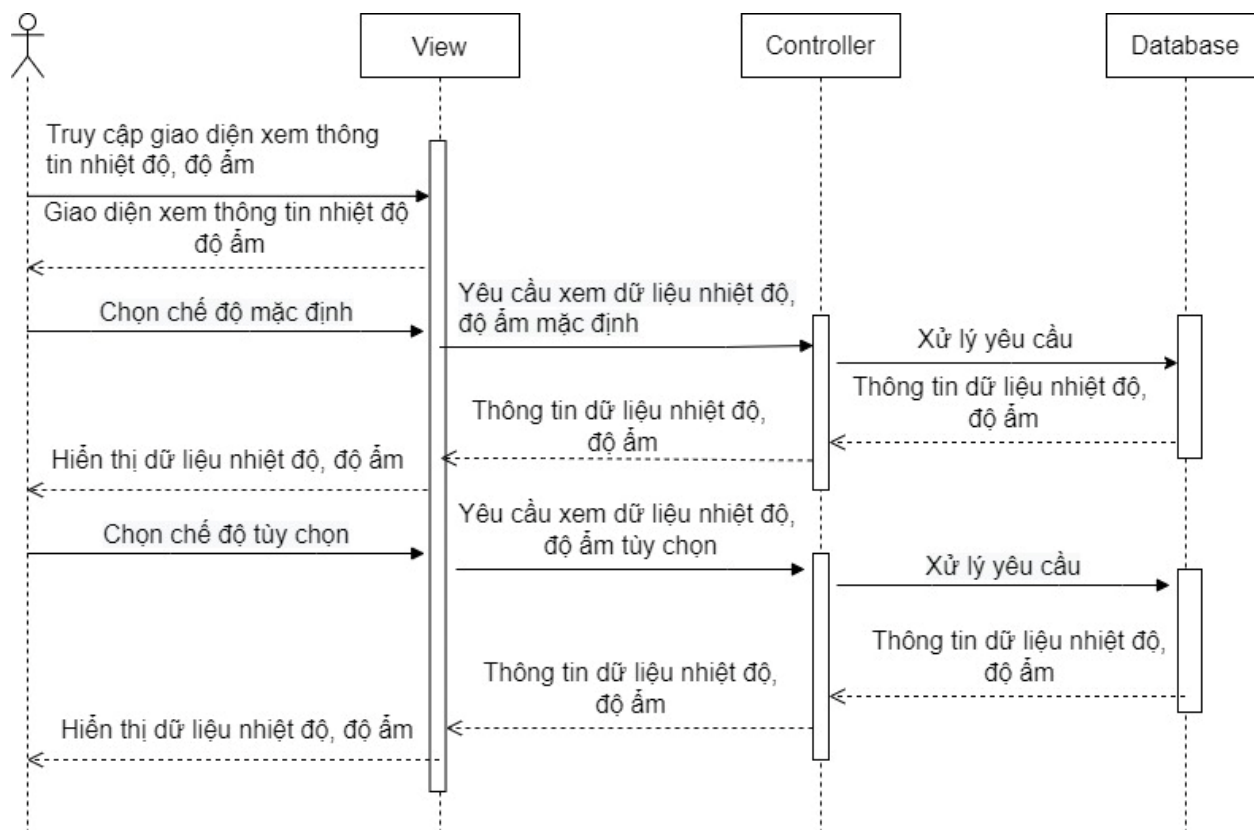 View
Controller
Database
Truy cập giao diện xem thông
tin nhiệt độ, độ ẩm
Giao diện xem thông tin nhiệt độ
độ ẩm
Chọn chế độ mặc định
Yêu cầu xem dữ liệu nhiệt độ,
độ ẩm mặc định
Xử lý yêu cầu
Thông tin dữ liệu nhiệt độ,
độ ẩm
Thông tin dữ liệu nhiệt độ,
độ ẩm
Hiển thị dữ liệu nhiệt độ, độ ẩm
Chọn chế độ tùy chọn
Yêu cầu xem dữ liệu nhiệt độ,
độ ẩm tùy chọn
Xử lý yêu cầu
Thông tin dữ liệu nhiệt độ,
độ ẩm
Thông tin dữ liệu nhiệt độ,
độ ẩm
Hiển thị dữ liệu nhiệt độ, độ ẩm